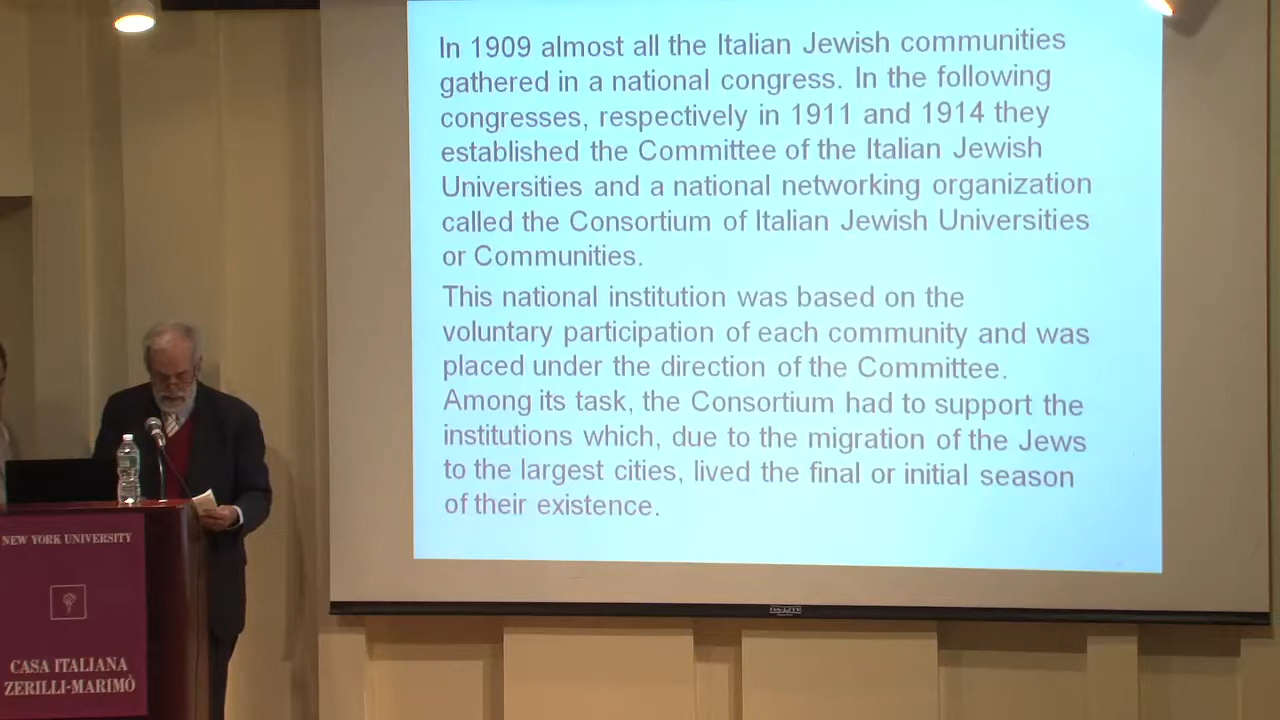 In 1909 almost all the Italian Jewish communities
gathered in a national congress. In the following
congresses, respectively in 1911 and 1914 they
established the Committee of the Italian Jewish
Universities and a national networking organization
called the Consortium of Italian Jewish Universities
or Communities.
This national institution was based on the
voluntary participation of each community and was
placed under the direction of the Committee.
Among its task, the Consortium had to support the
institutions which, due to the migration of the Jews
to the largest cities, lived the final or initial season
of their existence.
DA-LITE
NEW YORK UNIVERSITY
CASA ITALIANA
ZERILLI-MARIMÒ